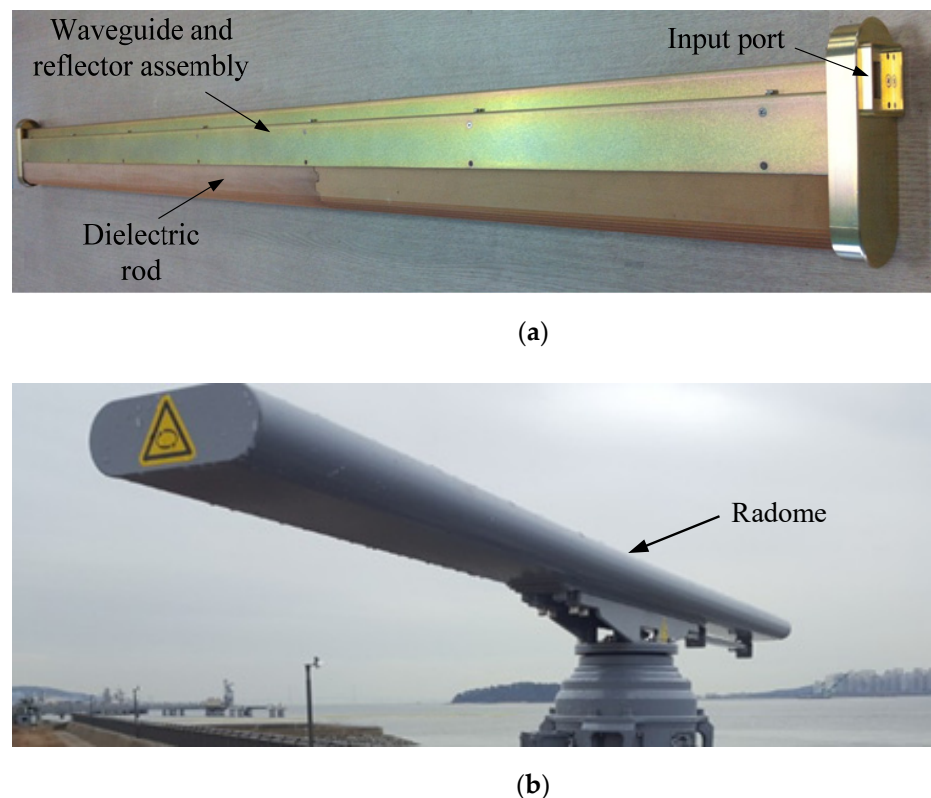 Waveguide and
reflector assembly
Input port
Dielectric
rod
(a)
Radome
(b)